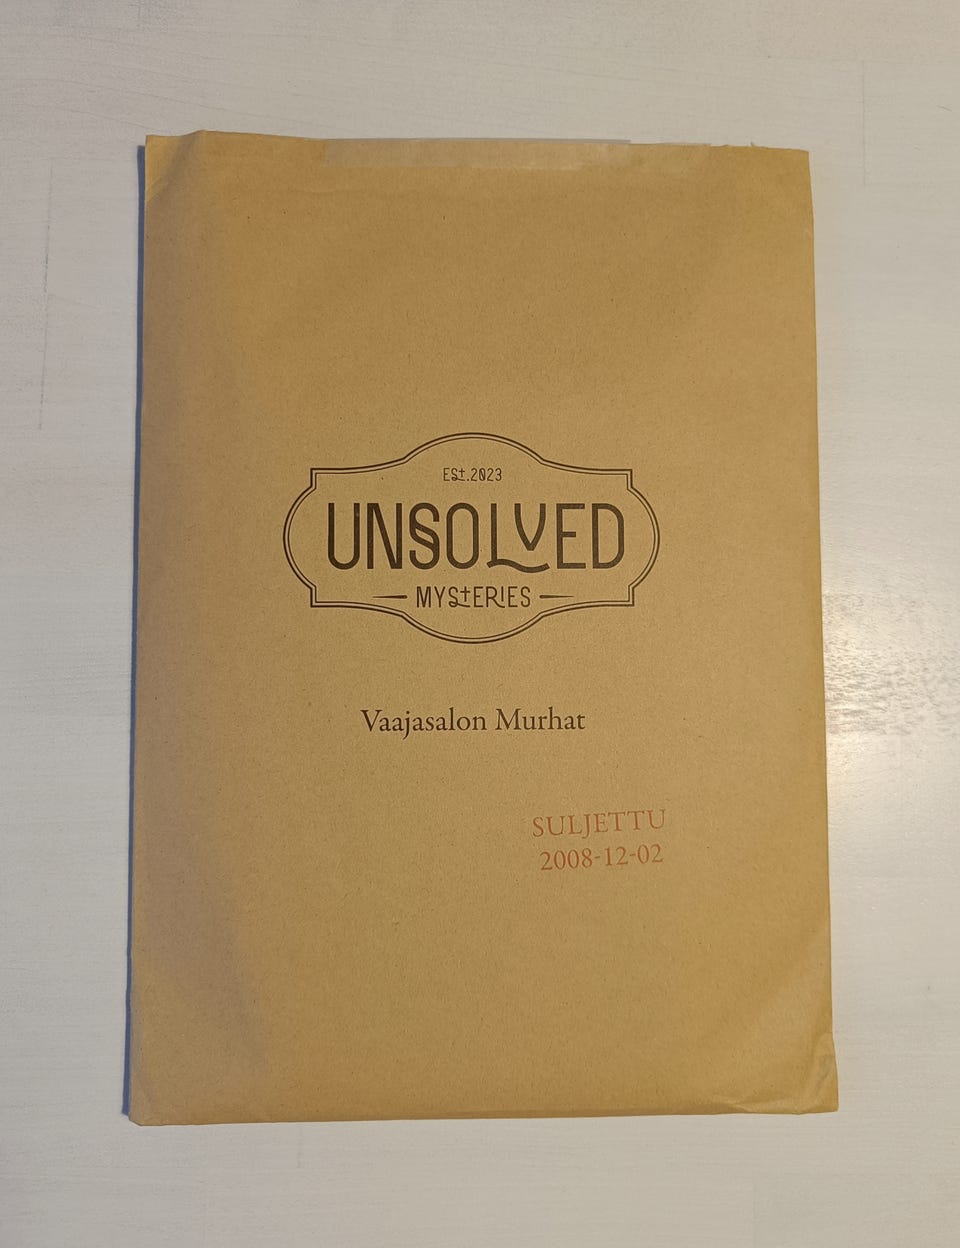 Est.2023
UNSOLVED
MYStERIES
Vaajasalon Murhat
SULJETTU
2008-12-02